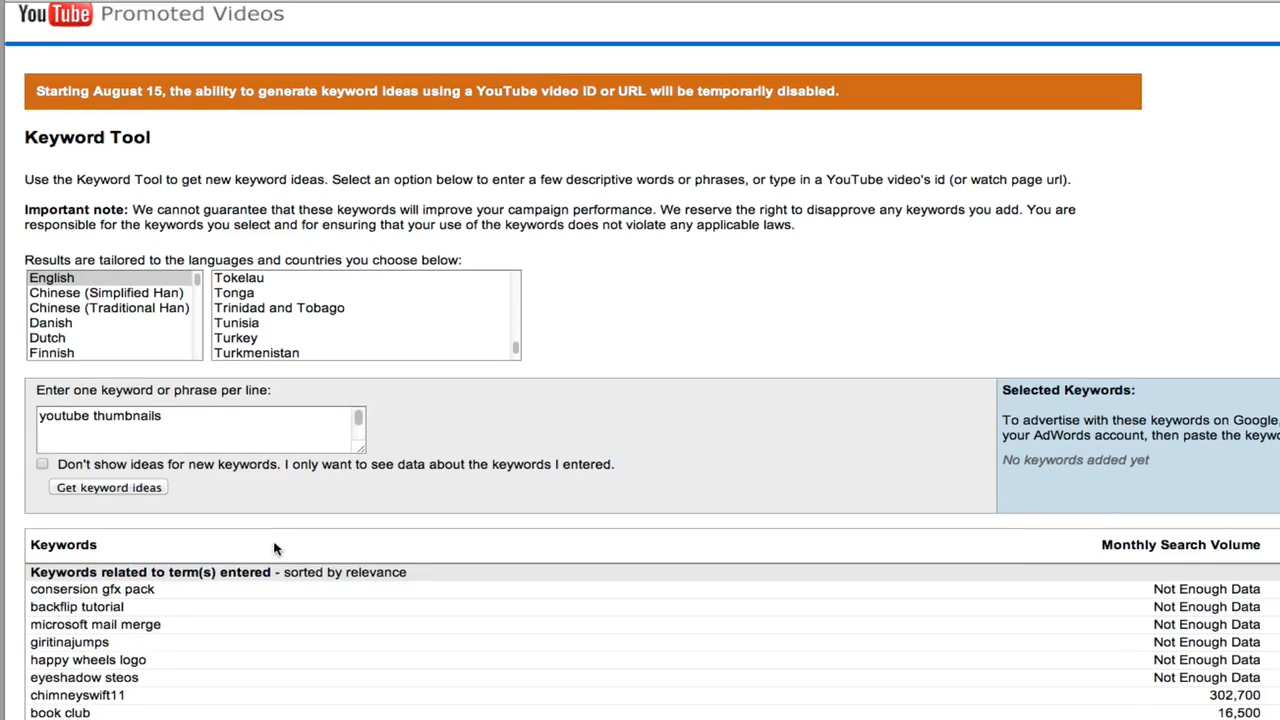 YouTube Promoted Videos
Starting August 15, the ability to generate keyword ideas using a YouTube video ID or URL will be temporarily disabled.
Keyword Tool
Use the Keyword Tool to get new keyword ideas. Select an option below to enter a few descriptive words or phrases, or type in a YouTube video's id (or watch page url).
Important note: We cannot guarantee that these keywords will improve your campaign performance. We reserve the right to disapprove any keywords you add. You are
responsible for the keywords you select and for ensuring that your use of the keywords does not violate any applicable laws.
Results are tailored to the languages and countries you choose below:
English
Chinese (Simplified Han)
Chinese (Traditional Han)
Danish
Dutch
Finnish
Tokelau
Tonga
Trinidad and Tobago
Tunisia
Turkey
Turkmenistan
Enter one keyword or phrase per line:
youtube thumbnails
Don't show ideas for new keywords. I only want to see data about the keywords I entered.
Get keyword ideas
Selected Keywords:
To advertise with these keywords on Google,
your AdWords account, then paste the keywo
No keywords added yet
Keywords Monthly Search Volume
Keywords related to term(s) entered - sorted by relevance
consersion gfx pack Not Enough Data
backflip tutorial Not Enough Data
microsoft mail merge Not Enough Data
giritinajumps Not Enough Data
happy wheels logo Not Enough Data
eyeshadow steos Not Enough Data
chimneyswift11 302,700
book club 16,500